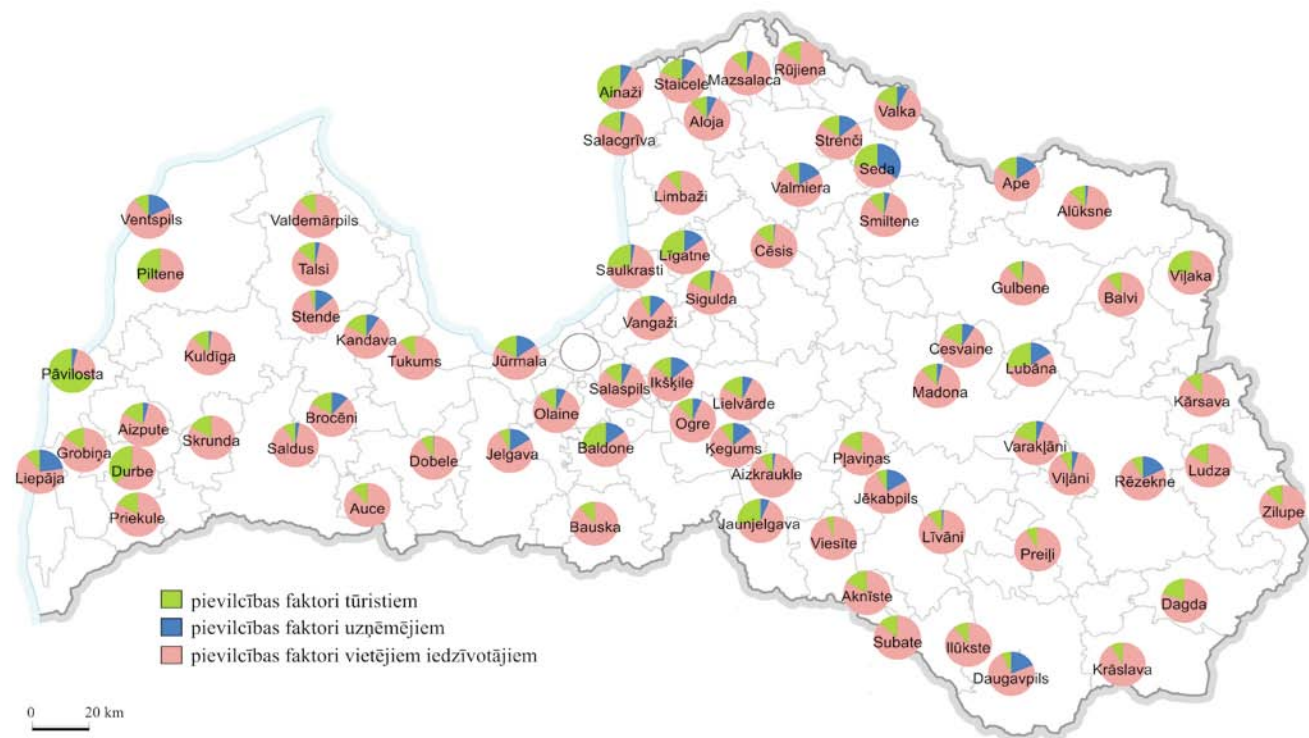 Ainaži
Staicele
Mazsalaca
Rūjiena
Aloja
Valka
Salacgrīva
Strenči
Seda
Ape
Limbaži
Valmiera
Smiltene
Alūksne
Ventspils
Valdemārpils
Cēsis
Līgatne
Piltene
Talsi
Saulkrasti
Sigulda
Gulbene
Viļaka
Balvi
Stende
Vangaži
Kandava
Kuldīga
Tukums
Jūrmala
Cesvaine
Lubāna
Pāvilosta
Salaspils
Ikšķile
Madona
Lielvārde
Kārsava
Olaine
Ogre
Aizpute
Brocēni
Skrunda
Saldus
Grobiņa
Durbe
Liepāja
Dobele
Jelgava
Baldone
Ķegums
Aizkraukle
Pļaviņas
Varakļāni
Viļāni
Rēzekne
Ludza
Jēkabpils
Zilupe
Priekule
Auce
Bauska
Jaunjelgava
Viesīte
Līvāni
Preiļi
Aknīste
Dagda
Subate
Ilūkste
Daugavpils
Krāslava
pievilcības faktori tūristiem
pievilcības faktori uzņēmējiem
pievilcības faktori vietējiem iedzīvotājiem
0 20 km